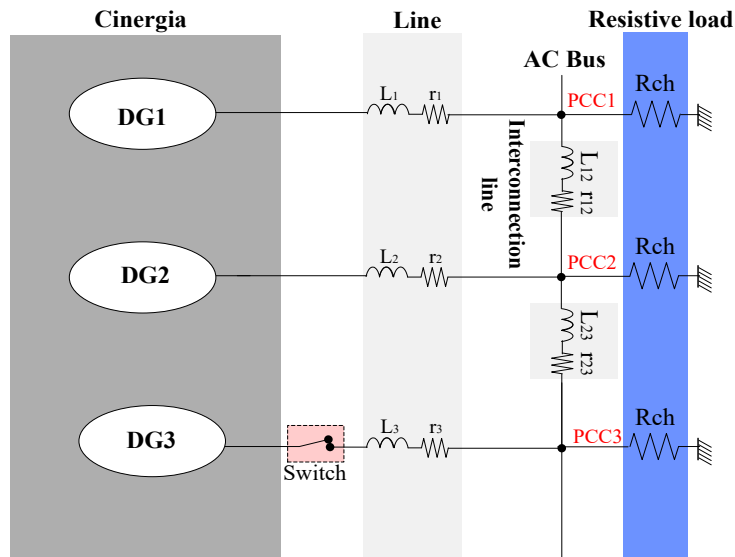 Cinergia
Line
Resistive load
AC Bus
DG1
L1
r1
PCC1
Rch
Interconnection
line
L12 r12
DG2
L2
r2
PCC2
Rch
L23 r23
DG3
Switch
L3
r3
PCC3
Rch